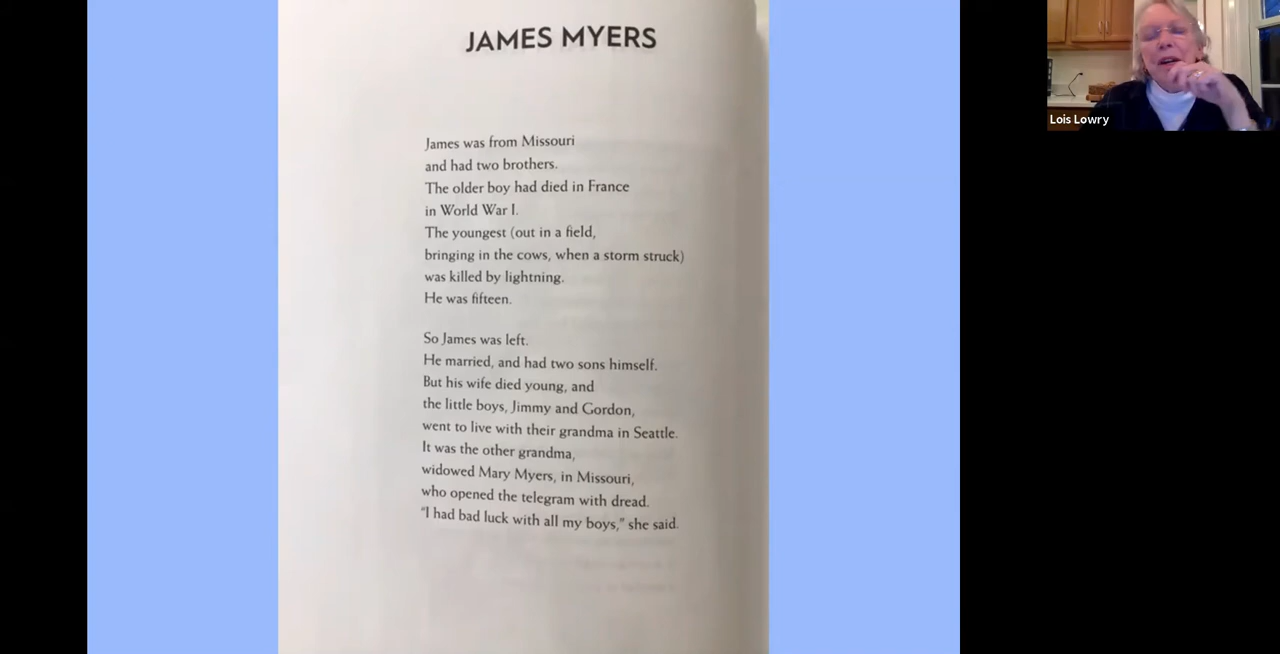 JAMES MYERS
James was from Missouri
and had two brothers.
The older boy had died in France
in World War I.
The youngest (out in a field,
bringing in the cows, when a storm struck)
was killed by lightning.
He was fifteen.
So James was left.
He married, and had two sons himself.
But his wife died young, and
the little boys, Jimmy and Gordon,
went to live with their grandma in Seattle.
It was the other grandma,
widowed Mary Myers, in Missouri,
who opened the telegram with dread.
"I had bad luck with all my boys," she said.
Lois Lowry